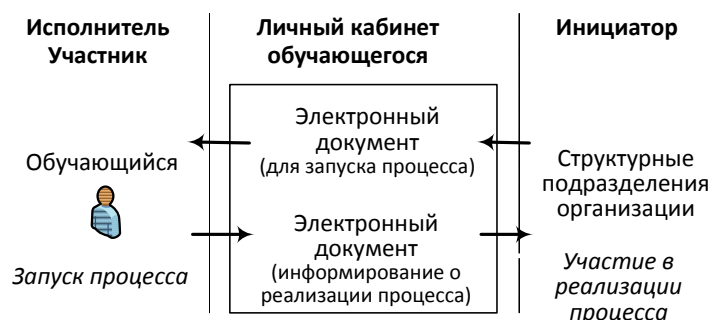 Исполнитель
Участник
Личный кабинет
обучающегося
Инициатор
Обучающийся
Запуск процесса
Электронный
документ
(для запуска процесса)
Электронный
документ
(информирование о
реализации процесса)
Структурные
подразделения
организации
Участие в
реализации
процесса